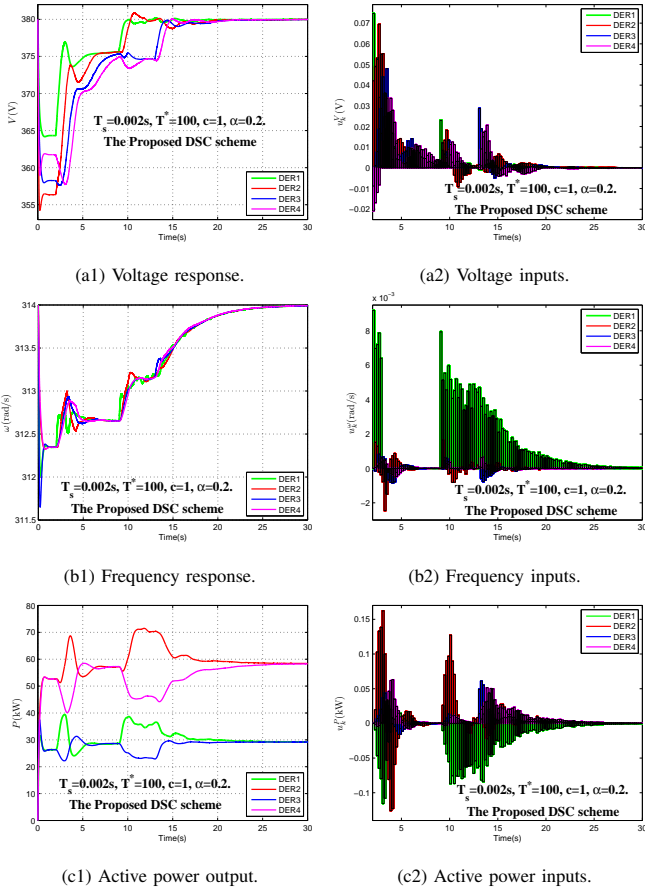 380
375
370
365
360
355
V(V)
0 5 10 15 20 25 30
Time(s)
T_s=0.002s, T*=100, c=1, α=0.2.
The Proposed DSC scheme
DER1
DER2
DER3
DER4
(a1) Voltage response.
0.07
0.06
0.05
0.04
0.03
0.02
0.01
0
−0.01
−0.02
u_k^V(V)
5 10 15 20 25 30
Time(s)
T_s=0.002s, T*=100, c=1, α=0.2.
The Proposed DSC scheme
DER1
DER2
DER3
DER4
(a2) Voltage inputs.
314
313.5
313
312.5
312
311.5
ω(rad/s)
0 5 10 15 20 25 30
Time(s)
T_s=0.002s, T*=100, c=1, α=0.2.
The Proposed DSC scheme
DER1
DER2
DER3
DER4
(b1) Frequency response.
x 10⁻³
8
6
4
2
0
−2
u_k^ω(rad/s)
5 10 15 20 25 30
Time(s)
T_s=0.002s, T*=100, c=1, α=0.2.
The Proposed DSC scheme
DER1
DER2
DER3
DER4
(b2) Frequency inputs.
80
70
60
50
40
30
20
10
0
P(kW)
0 5 10 15 20 25 30
Time(s)
T_s=0.002s, T*=100, c=1, α=0.2.
The Proposed DSC scheme
DER1
DER2
DER3
DER4
(c1) Active power output.
0.15
0.1
0.05
0
−0.05
−0.1
u_k^P(kW)
5 10 15 20 25 30
Time(s)
T_s=0.002s, T*=100, c=1, α=0.2.
The Proposed DSC scheme
DER1
DER2
DER3
DER4
(c2) Active power inputs.